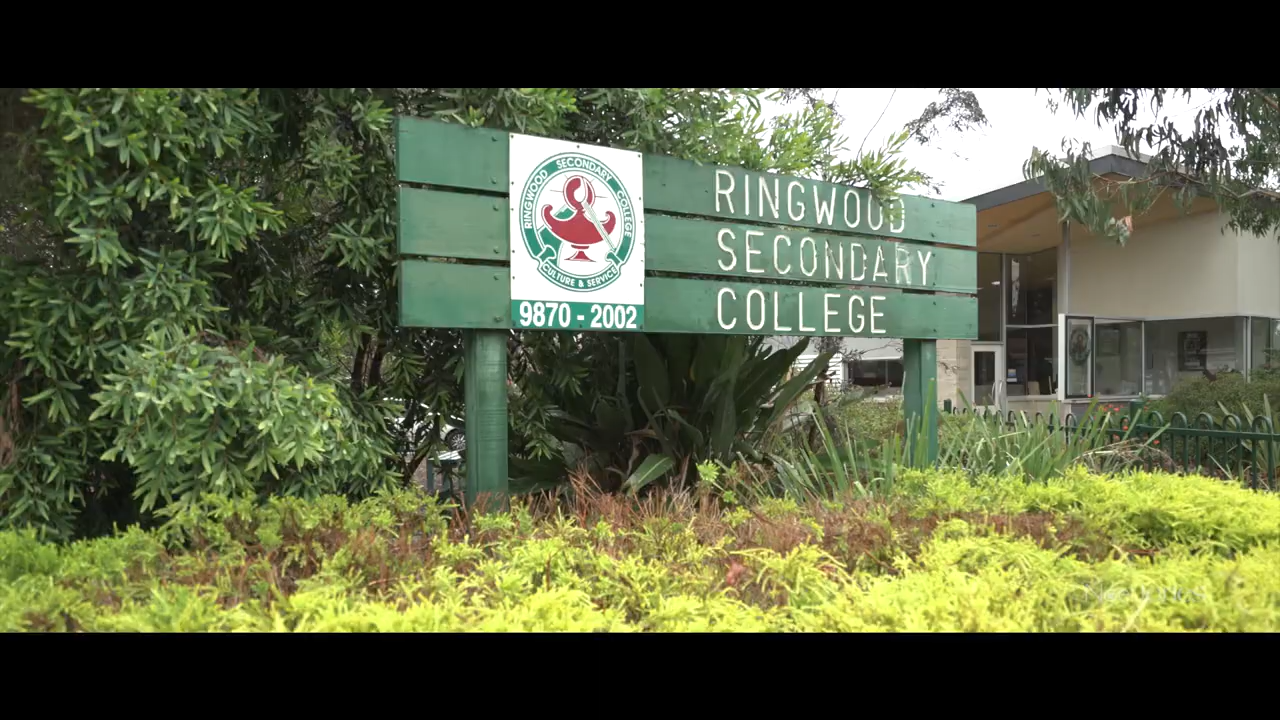 RINGWOOD SECONDARY COLLEGE
CULTURE & SERVICE
9870 - 2002
RINGWOOD
SECONDARY
COLLEGE